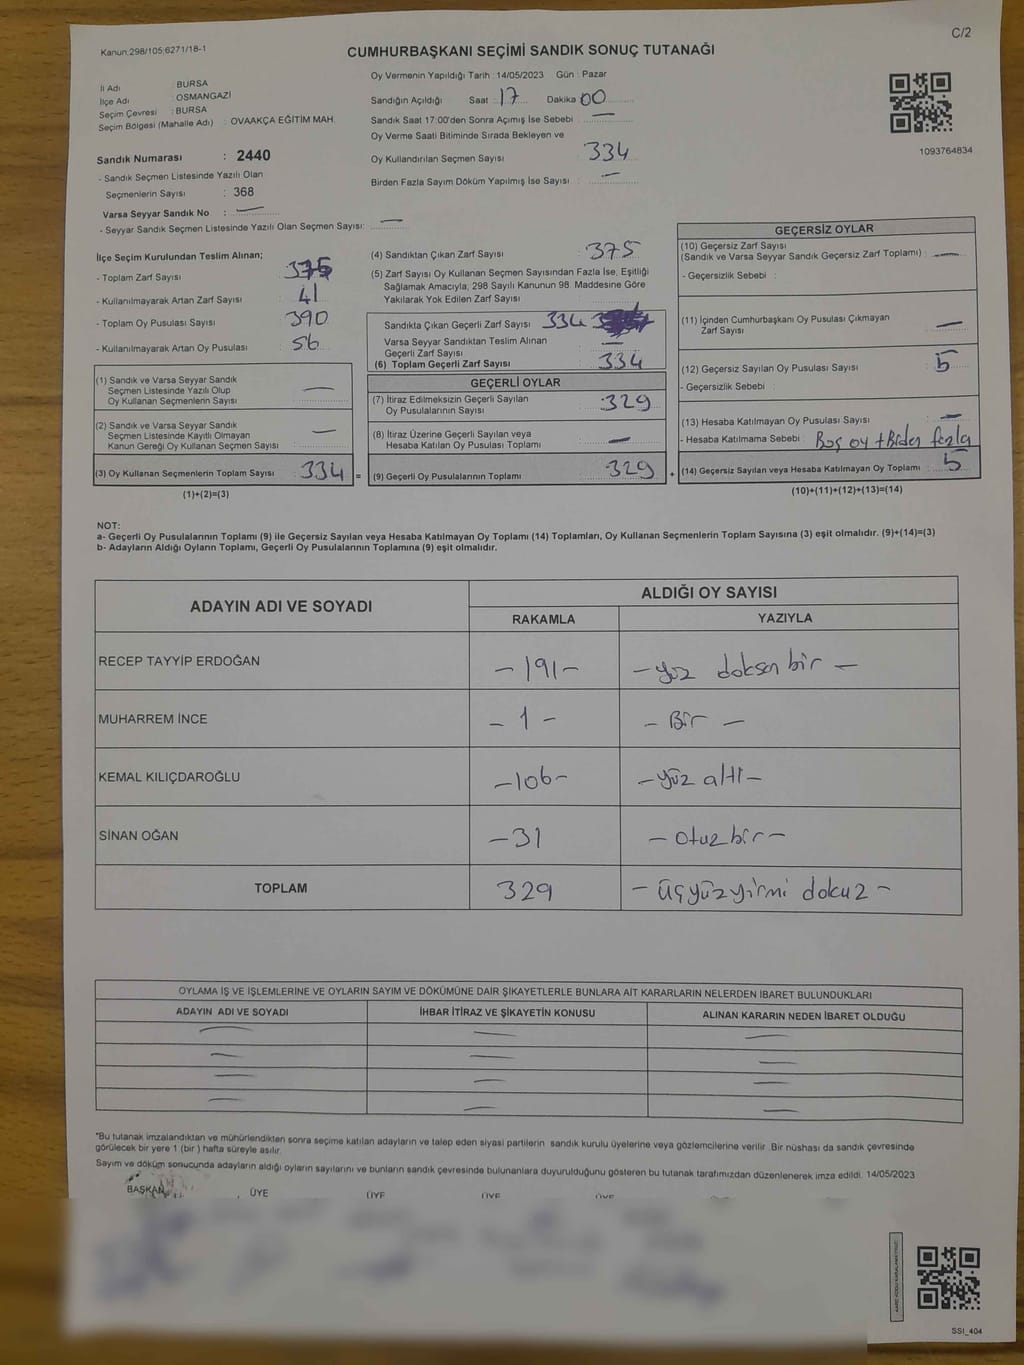 C/2
Kanun:298/105;6271/18-1
CUMHURBAŞKANI SEÇİMİ SANDIK SONUÇ TUTANAĞI
İl Adı : BURSA
İlçe Adı : OSMANGAZİ
Seçim Çevresi : BURSA
Seçim Bölgesi (Mahalle Adı) : OVAAKÇA EĞİTİM MAH.
Sandık Numarası : 2440
- Sandık Seçmen Listesinde Yazılı Olan
Seçmenlerin Sayısı : 368
Varsa Seyyar Sandık No : —
- Seyyar Sandık Seçmen Listesinde Yazılı Olan Seçmen Sayısı: —
Oy Vermenin Yapıldığı Tarih :14/05/2023 Gün : Pazar
Sandığın Açıldığı Saat : 17 Dakika 00
Sandık Saat 17:00'den Sonra Açımış İse Sebebi : —
Oy Verme Saati Bitiminde Sırada Bekleyen ve
Oy Kullandırılan Seçmen Sayısı : 334
Birden Fazla Sayım Döküm Yapılmış İse Sayısı : —
1093764834
İlçe Seçim Kurulundan Teslim Alınan;
- Toplam Zarf Sayısı : 375
- Kullanılmayarak Artan Zarf Sayısı : 41
- Toplam Oy Pusulası Sayısı : 390
- Kullanılmayarak Artan Oy Pusulası : 56
(1) Sandık ve Varsa Seyyar Sandık
Seçmen Listesinde Yazılı Olup
Oy Kullanan Seçmenlerin Sayısı : —
(2) Sandık ve Varsa Seyyar Sandık
Seçmen Listesinde Kayıtlı Olmayan
Kanun Gereği Oy Kullanan Seçmen Sayısı : —
(3) Oy Kullanan Seçmenlerin Toplam Sayısı : 334 =
(1)+(2)=(3)
(4) Sandıktan Çıkan Zarf Sayısı : 375
(5) Zarf Sayısı Oy Kullanan Seçmen Sayısından Fazla İse, Eşitliği
Sağlamak Amacıyla, 298 Sayılı Kanunun 98. Maddesine Göre
Yakılarak Yok Edilen Zarf Sayısı :
Sandıkta Çıkan Geçerli Zarf Sayısı 334
Varsa Seyyar Sandıktan Teslim Alınan
Geçerli Zarf Sayısı : —
(6) Toplam Geçerli Zarf Sayısı : 334
GEÇERLİ OYLAR
(7) İtiraz Edilmeksizin Geçerli Sayılan
Oy Pusulalarının Sayısı : 329
(8) İtiraz Üzerine Geçerli Sayılan veya
Hesaba Katılan Oy Pusulası Toplamı : —
(9) Geçerli Oy Pusulalarının Toplamı : 329 +
GEÇERSİZ OYLAR
(10) Geçersiz Zarf Sayısı
(Sandık ve Varsa Seyyar Sandık Geçersiz Zarf Toplamı) : —
- Geçersizlik Sebebi :
(11) İçinden Cumhurbaşkanı Oy Pusulası Çıkmayan
Zarf Sayısı : —
(12) Geçersiz Sayılan Oy Pusulası Sayısı : 5
- Geçersizlik Sebebi :
(13) Hesaba Katılmayan Oy Pusulası Sayısı : —
- Hesaba Katılmama Sebebi : Boş oy + Birden fazla
(14) Geçersiz Sayılan veya Hesaba Katılmayan Oy Toplamı : 5
(10)+(11)+(12)+(13)=(14)
NOT:
a- Geçerli Oy Pusulalarının Toplamı (9) ile Geçersiz Sayılan veya Hesaba Katılmayan Oy Toplamı (14) Toplamları, Oy Kullanan Seçmenlerin Toplam Sayısına (3) eşit olmalıdır. (9)+(14)=(3)
b- Adayların Aldığı Oyların Toplamı, Geçerli Oy Pusulalarının Toplamına (9) eşit olmalıdır.
ADAYIN ADI VE SOYADI ALDIĞI OY SAYISI
RAKAMLA YAZIYLA
RECEP TAYYİP ERDOĞAN – 191 – – yüz doksan bir –
MUHARREM İNCE – 1 – – Bir –
KEMAL KILIÇDAROĞLU – 106 – – yüz altı –
SİNAN OĞAN – 31 – otuz bir –
TOPLAM 329 – üçyüzyirmi dokuz –
OYLAMA İŞ VE İŞLEMLERİNE VE OYLARIN SAYIM VE DÖKÜMÜNE DAİR ŞİKAYETLERLE BUNLARA AİT KARARLARIN NELERDEN İBARET BULUNDUKLARI
ADAYIN ADI VE SOYADI İHBAR İTİRAZ VE ŞİKAYETİN KONUSU ALINAN KARARIN NEDEN İBARET OLDUĞU
— — —
— — —
— — —
— — —
*Bu tutanak imzalandıktan ve mühürlendikten sonra seçime katılan adayların ve talep eden siyasi partilerin sandık kurulu üyelerine veya gözlemcilerine verilir. Bir nüshası da sandık çevresinde
görülecek bir yere 1 (bir) hafta süreyle asılır.
Sayım ve döküm sonucunda adayların aldığı oyların sayılarını ve bunların sandık çevresinde bulunanlara duyurulduğunu gösteren bu tutanak tarafımızdan düzenlenerek imza edildi. 14/05/2023
BAŞKAN ÜYE ÜYE ÜYE ÜYE
SSI_404